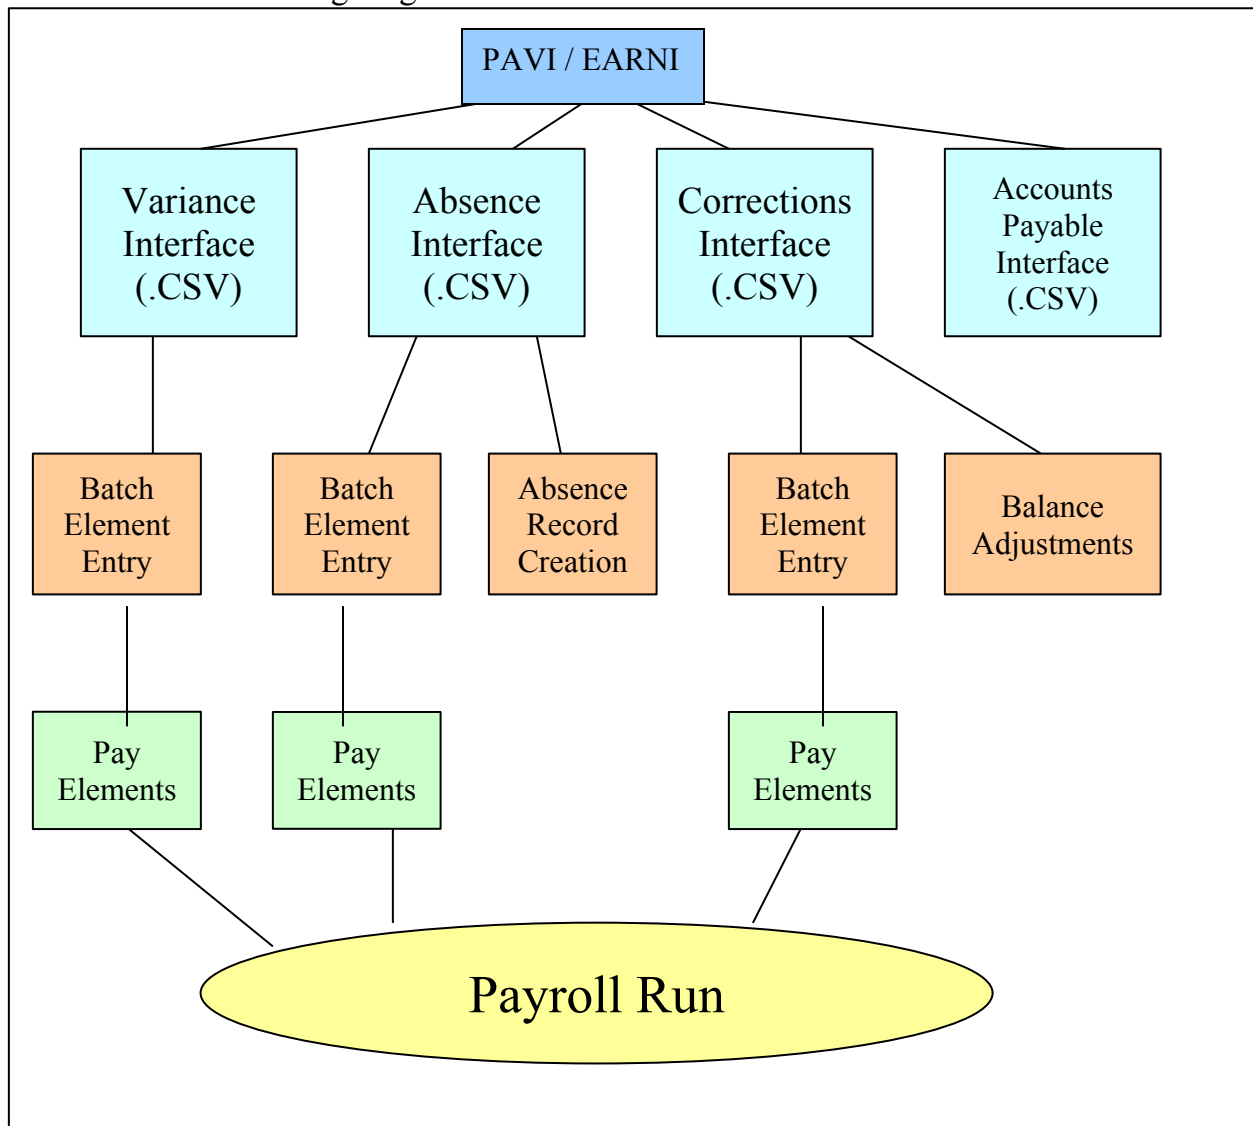 PAVI / EARNI
Variance
Interface
(.CSV)
Absence
Interface
(.CSV)
Corrections
Interface
(.CSV)
Accounts
Payable
Interface
(.CSV)
Batch
Element
Entry
Batch
Element
Entry
Absence
Record
Creation
Batch
Element
Entry
Balance
Adjustments
Pay
Elements
Pay
Elements
Pay
Elements
Payroll Run